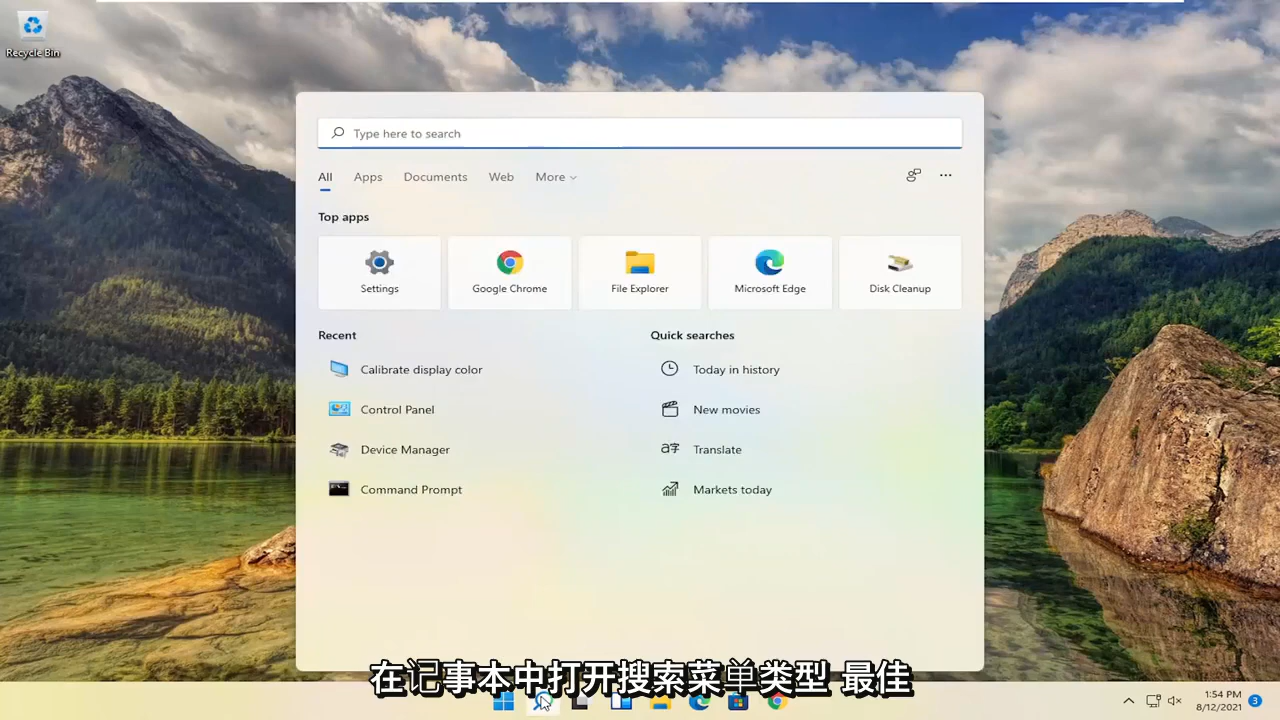 Recycle Bin
Type here to search
All Apps Documents Web More
Top apps
Settings Google Chrome File Explorer Microsoft Edge Disk Cleanup
Recent Quick searches
Calibrate display color Today in history
Control Panel New movies
Device Manager Translate
Command Prompt Markets today
在记事本中打开搜索菜单类型 最佳
1:54 PM
8/12/2021 3